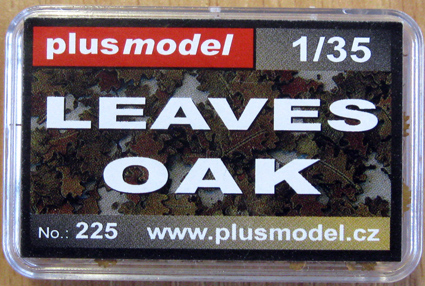 plusmodel 1/35
LEAVES
OAK
No.: 225 www.plusmodel.cz